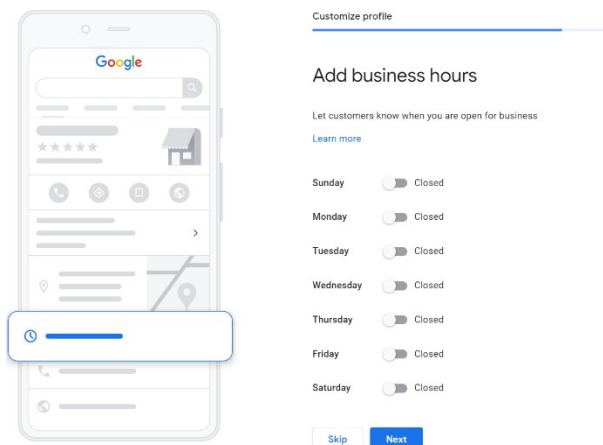 Google
Customize profile
Add business hours
Let customers know when you are open for business
Learn more
Sunday Closed
Monday Closed
Tuesday Closed
Wednesday Closed
Thursday Closed
Friday Closed
Saturday Closed
Skip Next